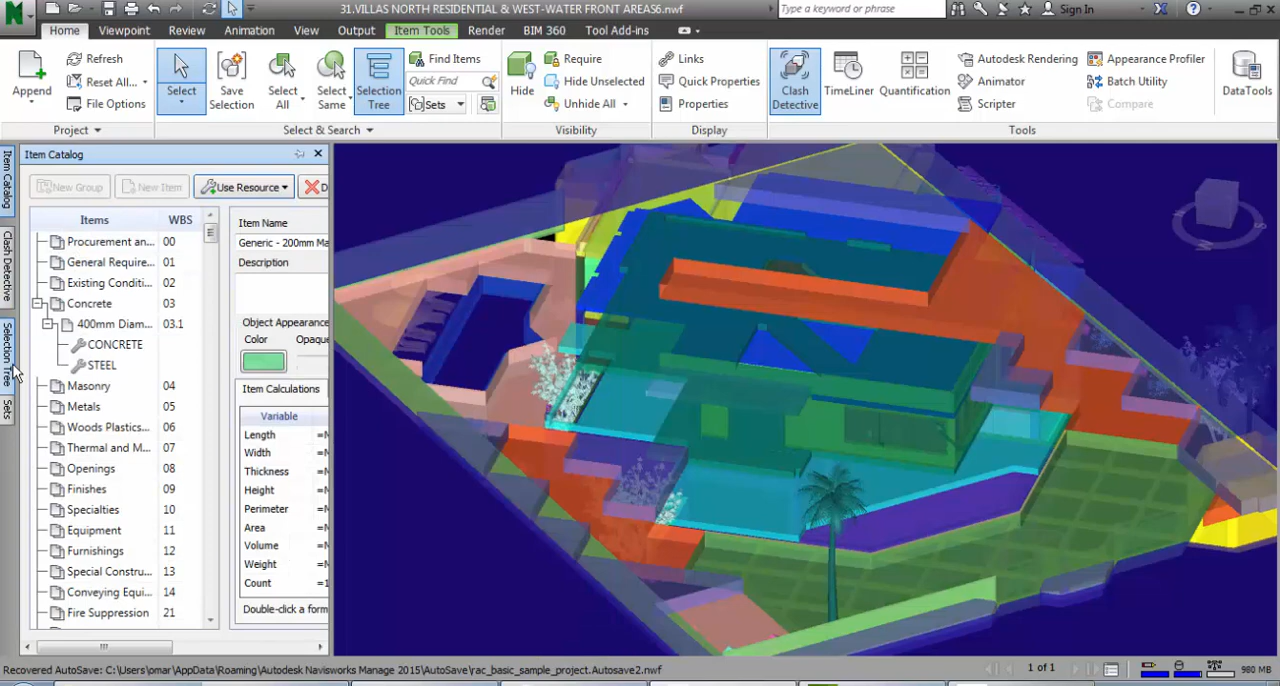 31.VILLAS NORTH RESIDENTIAL & WEST-WATER FRONT AREAS6.nwf
Type a keyword or phrase
Sign In
Home Viewpoint Review Animation View Output Item Tools Render BIM 360 Tool Add-ins
Append
Refresh
Reset All...
File Options
Project
Select
Save Selection
Select All
Select Same
Selection Tree
Find Items
Quick Find
Sets
Select & Search
Hide
Require
Hide Unselected
Unhide All
Visibility
Links
Quick Properties
Properties
Display
Clash Detective
TimeLiner
Quantification
Autodesk Rendering
Animator
Scripter
Appearance Profiler
Batch Utility
Compare
Tools
DataTools
Item Catalog
Clash Detective
Selection Tree
Sets
Item Catalog
New Group New Item Use Resource D
Items WBS
Procurement an... 00
General Require... 01
Existing Conditi... 02
Concrete 03
400mm Diam... 03.1
CONCRETE
STEEL
Masonry 04
Metals 05
Woods Plastics... 06
Thermal and M... 07
Openings 08
Finishes 09
Specialties 10
Equipment 11
Furnishings 12
Special Constru... 13
Conveying Equi... 14
Fire Suppression 21
Item Name
Generic - 200mm Ma
Description
Object Appearance
Color Opaque
Item Calculations
Variable
Length =M
Width =M
Thickness =M
Height =M
Perimeter =M
Area =M
Volume =M
Weight =M
Count =1
Double-click a form
W
S
Recovered AutoSave: C:\Users\omar\AppData\Roaming\Autodesk Navisworks Manage 2015\AutoSave\rac_basic_sample_project.Autosave2.nwf
1 of 1
980 MB